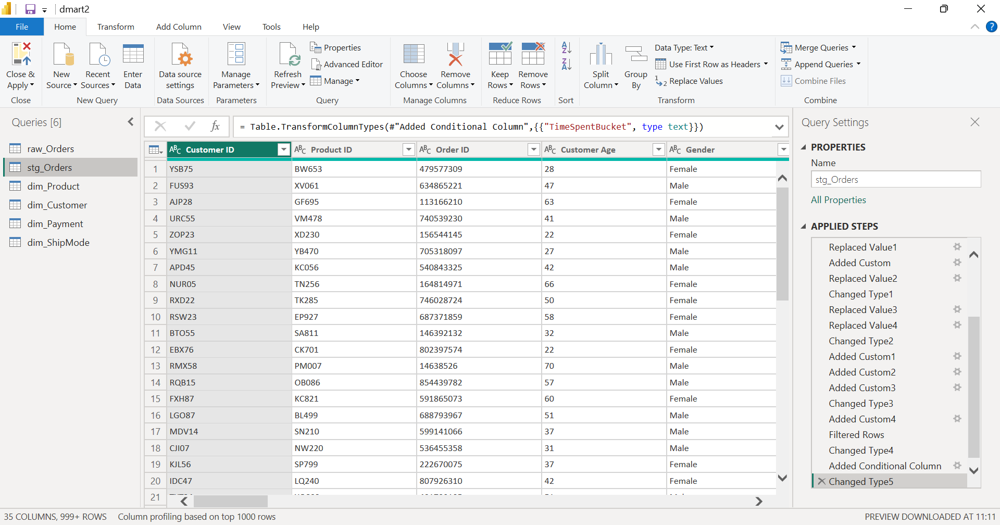 dmart2
File Home Transform Add Column View Tools Help
Close & Apply
New Source
Recent Sources
Enter Data
Data source settings
Manage Parameters
Refresh Preview
Properties
Advanced Editor
Manage
Choose Columns
Remove Columns
Keep Rows
Remove Rows
Split Column
Group By
Data Type: Text
Use First Row as Headers
Replace Values
Merge Queries
Append Queries
Combine Files
Close
New Query
Data Sources
Parameters
Query
Manage Columns
Reduce Rows
Sort
Transform
Combine
Queries [6]
raw_Orders
stg_Orders
dim_Product
dim_Customer
dim_Payment
dim_ShipMode
fx = Table.TransformColumnTypes(#"Added Conditional Column",{{"TimeSpentBucket", type text}})
ABC Customer ID ABC Product ID ABC Order ID ABC Customer Age ABC Gender
1 YSB75 BW653 479577309 28 Female
2 FUS93 XV061 634865221 47 Male
3 AJP28 GF695 113166210 63 Female
4 URC55 VM478 740539230 41 Male
5 ZOP23 XD230 156544145 22 Female
6 YMG11 YB470 705318097 27 Male
7 APD45 KC056 540843325 42 Male
8 NUR05 TN256 164814971 66 Female
9 RXD22 TK285 746028724 50 Female
10 RSW23 EP927 687371859 58 Female
11 BTO55 SA811 146392132 32 Male
12 EBX76 CK701 802397574 22 Female
13 RMX58 PM007 14638526 70 Male
14 RQB15 OB086 854439782 57 Male
15 FXH87 KC821 591865073 60 Female
16 LGO87 BL499 688793967 51 Male
17 MDV14 SN210 599141066 37 Male
18 CJI07 NW220 536455358 31 Male
19 KJL56 SP799 222670075 37 Female
20 IDC47 LQ240 807926310 42 Female
21
Query Settings
PROPERTIES
Name
stg_Orders
All Properties
APPLIED STEPS
Replaced Value1
Added Custom
Replaced Value2
Changed Type1
Replaced Value3
Replaced Value4
Changed Type2
Added Custom1
Added Custom2
Added Custom3
Changed Type3
Added Custom4
Filtered Rows
Changed Type4
Added Conditional Column
Changed Type5
35 COLUMNS, 999+ ROWS Column profiling based on top 1000 rows
PREVIEW DOWNLOADED AT 11:11